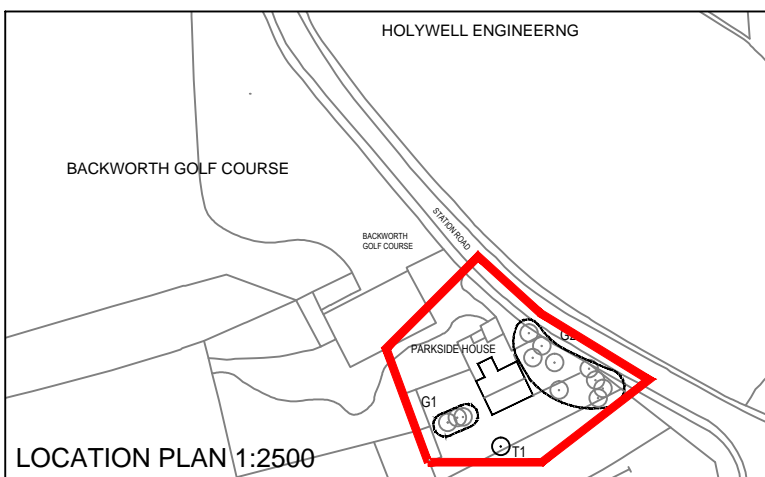 HOLYWELL ENGINEERNG
BACKWORTH GOLF COURSE
STATION ROAD
BACKWORTH
GOLF COURSE
G2
PARKSIDE HOUSE
G1
T1
LOCATION PLAN 1:2500